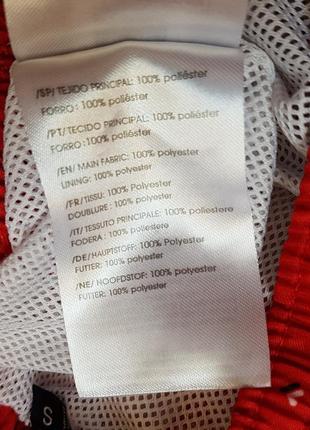 /SP/ TEJIDO PRINCIPAL: 100% poliéster
FORRO : 100% poliéster
/PT/ TECIDO PRINCIPAL: 100% poliéster
FORRO : 100% poliéster
/EN/ MAIN FABRIC: 100% polyester
LINING: 100% polyester
/FR/TISSU: 100% Polyester
DOUBLURE : 100% polyester
/IT/ TESSUTO PRINCIPALE: 100% poliestere
FODERA : 100% poliestere
/DE/ HAUPTSTOFF: 100% Polyester
FUTTER: 100% polyester
/NE/ HOOFDSTOF: 100% Polyester
FUTTER: 100% polyester
S